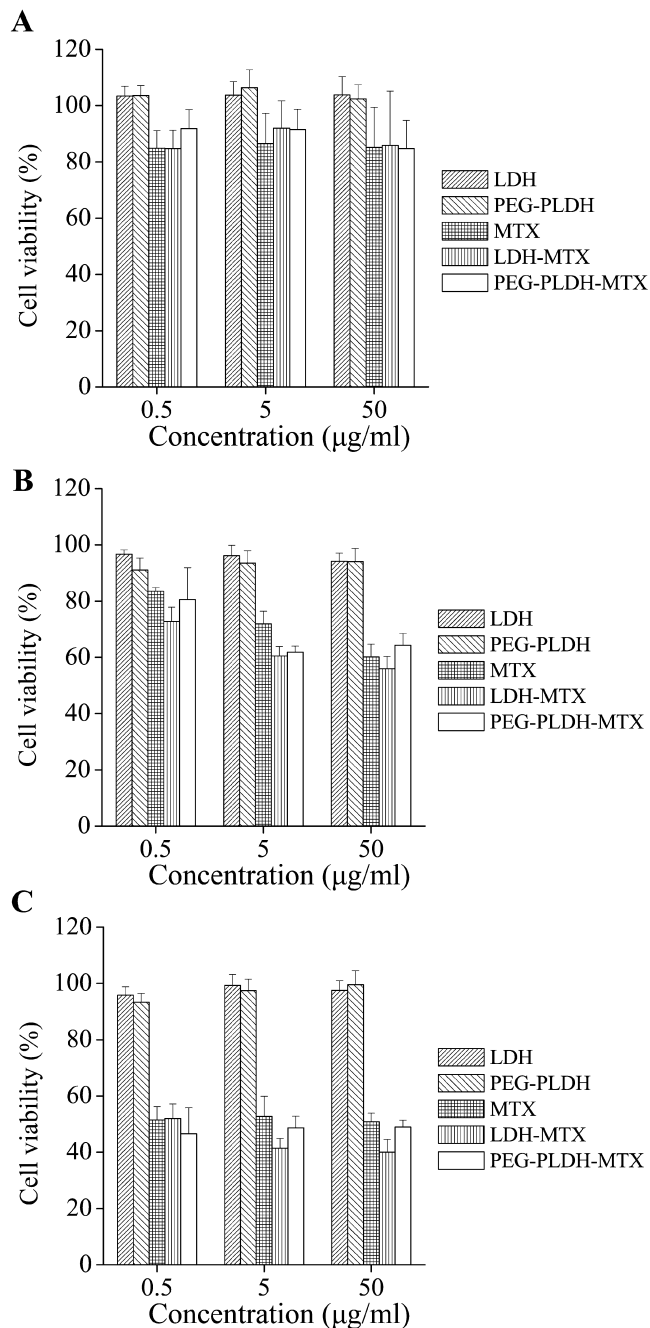 A
120
100
80
60
40
20
0
Cell viability (%)
0.5 5 50
Concentration (μg/ml)
LDH
PEG-PLDH
MTX
LDH-MTX
PEG-PLDH-MTX
B
120
100
80
60
40
20
0
Cell viability (%)
0.5 5 50
Concentration (μg/ml)
LDH
PEG-PLDH
MTX
LDH-MTX
PEG-PLDH-MTX
C
120
100
80
60
40
20
0
Cell viability (%)
0.5 5 50
Concentration (μg/ml)
LDH
PEG-PLDH
MTX
LDH-MTX
PEG-PLDH-MTX